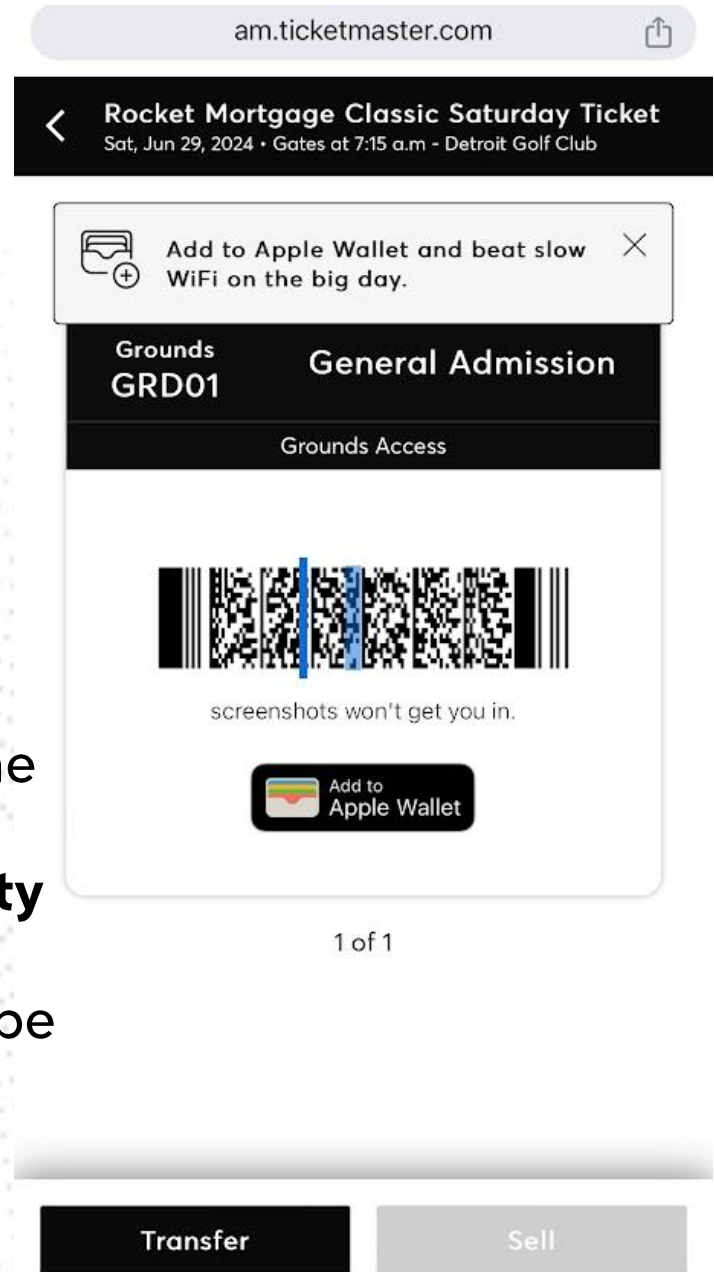 am.ticketmaster.com
Rocket Mortgage Classic Saturday Ticket
Sat, Jun 29, 2024 • Gates at 7:15 a.m - Detroit Golf Club
Add to Apple Wallet and beat slow
WiFi on the big day.
Grounds
GRD01
General Admission
Grounds Access
screenshots won't get you in.
Add to
Apple Wallet
1 of 1
be
Transfer
Sell